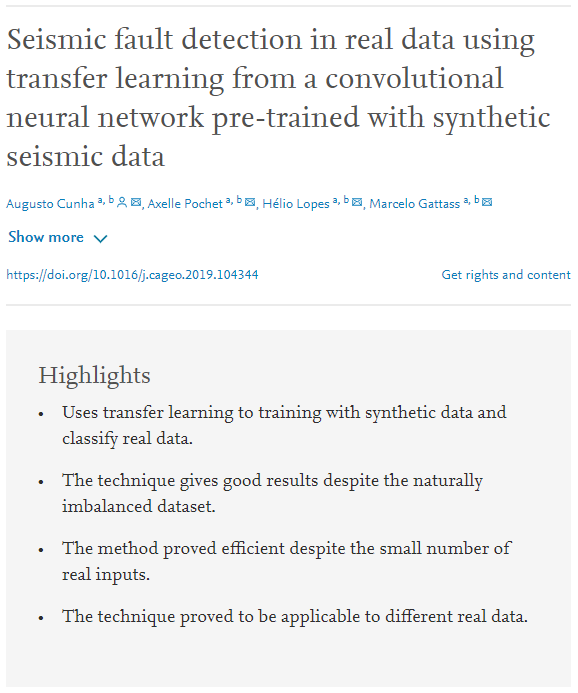 Seismic fault detection in real data using
transfer learning from a convolutional
neural network pre-trained with synthetic
seismic data
Augusto Cunha a, b, Axelle Pochet a, b, Hélio Lopes a, b, Marcelo Gattass a, b
Show more
https://doi.org/10.1016/j.cageo.2019.104344 Get rights and content
Highlights
• Uses transfer learning to training with synthetic data and
classify real data.
• The technique gives good results despite the naturally
imbalanced dataset.
• The method proved efficient despite the small number of
real inputs.
• The technique proved to be applicable to different real data.